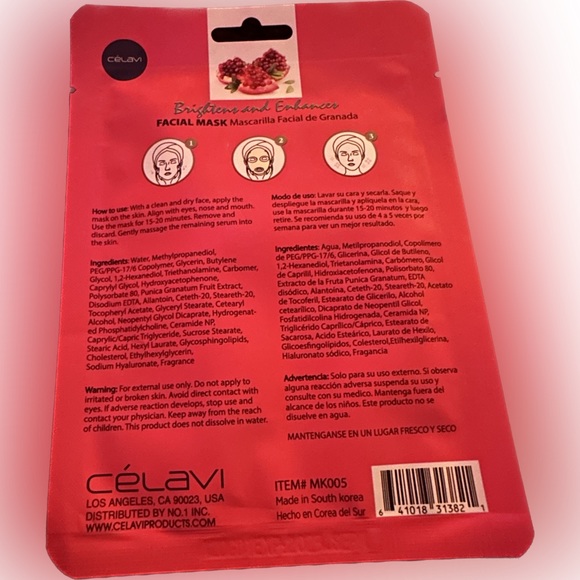 CÉLAVI
Brightens and Enhances
FACIAL MASK Mascarilla Facial de Granada
1
2
3
How to use: With a clean and dry face, apply the
mask on the skin. Align with eyes, nose and mouth.
Use the mask for 15-20 minutes. Remove and
discard. Gently massage the remaining serum into
the skin.
Ingredients: Water, Methylpropanediol,
PEG/PPG-17/6 Copolymer, Glycerin, Butylene
Glycol, 1,2-Hexanediol, Triethanolamine, Carbomer,
Caprylyl Glycol, Hydroxyacetophenone,
Polysorbate 80, Punica Granatum Fruit Extract,
Disodium EDTA, Allantoin, Ceteth-20, Steareth-20,
Tocopheryl Acetate, Glyceryl Stearate, Cetearyl
Alcohol, Neopentyl Glycol Dicaprate, Hydrogenat-
ed Phosphatidylcholine, Ceramide NP,
Caprylic/Capric Triglyceride, Sucrose Stearate,
Stearic Acid, Hexyl Laurate, Glycosphingolipids,
Cholesterol, Ethylhexylglycerin,
Sodium Hyaluronate, Fragrance
Warning: For external use only. Do not apply to
irritated or broken skin. Avoid direct contact with
eyes. If adverse reaction develops, stop use and
contact your physician. Keep away from the reach
of children. This product does not dissolve in water.
Modo de uso: Lavar su cara y secarla. Saque y
despliegue la mascarilla y aplíquela en la cara,
use la mascarilla durante 15-20 minutos y luego
retire. Se recomienda su uso de 4 a 5 veces por
semana para ver un mejor resultado.
Ingredientes: Agua, Metilpropanodiol, Copolímero
de PEG/PPG-17/6, Glicerina, Glicol de Butileno,
1,2-Hexanediol, Trietanolamina, Carbómero, Glicol
de Caprilil, Hidroxiacetofenona, Polisorbato 80,
Extracto de la Fruta Punica Granatum, EDTA
disódico, Alantoína, Ceteth-20, Steareth-20, Acetato
de Tocoferil, Estearato de Glicerilo, Alcohol
cetearílico, Dicaprato de Neopentil Glicol,
Fosfatidilcolina Hidrogenada, Ceramida NP,
Triglicérido Caprílico/Cáprico, Estearato de
Sacarosa, Ácido Esteárico, Laurato de Hexilo,
Glicoesfingolípidos, Colesterol,Etilhexilglicerina,
Hialuronato sódico, Fragancia
Advertencia: Solo para su uso externo. Si observa
alguna reacción adversa suspenda su uso y
consulte con su medico. Mantenga fuera del
alcance de los niños. Este producto no se
disuelve en agua.
MANTENGANSE EN UN LUGAR FRESCO Y SECO
CÉLAVI
LOS ANGELES, CA 90023, USA
DISTRIBUTED BY NO.1 INC.
WWW.CELAVIPRODUCTS.COM
ITEM# MK005
Made in South korea
Hecho en Corea del Sur
6 41018 31382 1